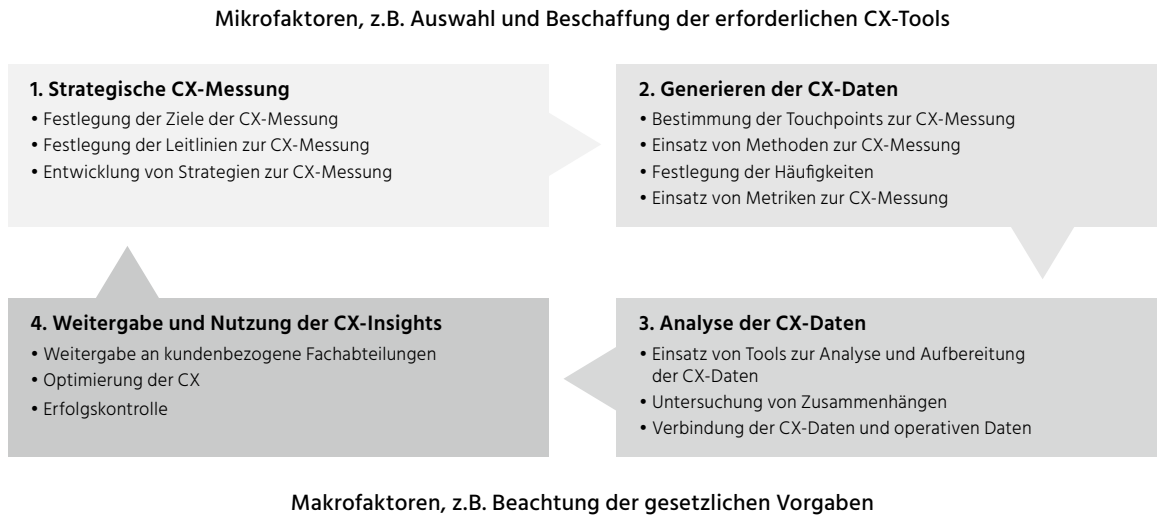 Mikrofaktoren, z.B. Auswahl und Beschaffung der erforderlichen CX-Tools
1. Strategische CX-Messung
• Festlegung der Ziele der CX-Messung
• Festlegung der Leitlinien zur CX-Messung
• Entwicklung von Strategien zur CX-Messung
2. Generieren der CX-Daten
• Bestimmung der Touchpoints zur CX-Messung
• Einsatz von Methoden zur CX-Messung
• Festlegung der Häufigkeiten
• Einsatz von Metriken zur CX-Messung
3. Analyse der CX-Daten
• Einsatz von Tools zur Analyse und Aufbereitung
der CX-Daten
• Untersuchung von Zusammenhängen
• Verbindung der CX-Daten und operativen Daten
4. Weitergabe und Nutzung der CX-Insights
• Weitergabe an kundenbezogene Fachabteilungen
• Optimierung der CX
• Erfolgskontrolle
Makrofaktoren, z.B. Beachtung der gesetzlichen Vorgaben